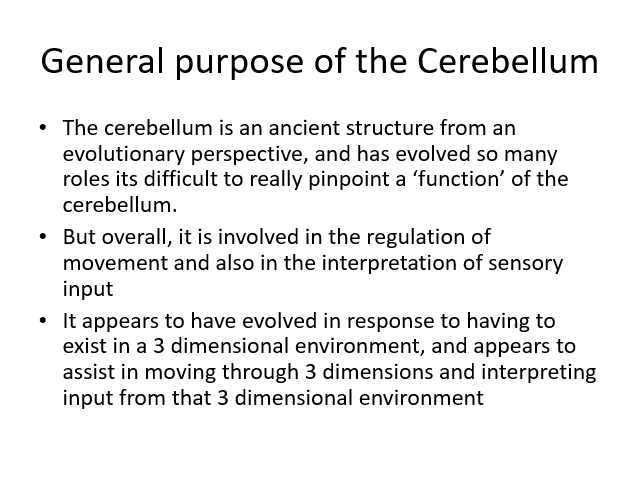 General purpose of the Cerebellum
• The cerebellum is an ancient structure from an
evolutionary perspective, and has evolved so many
roles its difficult to really pinpoint a ‘function’ of the
cerebellum.
• But overall, it is involved in the regulation of
movement and also in the interpretation of sensory
input
• It appears to have evolved in response to having to
exist in a 3 dimensional environment, and appears to
assist in moving through 3 dimensions and interpreting
input from that 3 dimensional environment